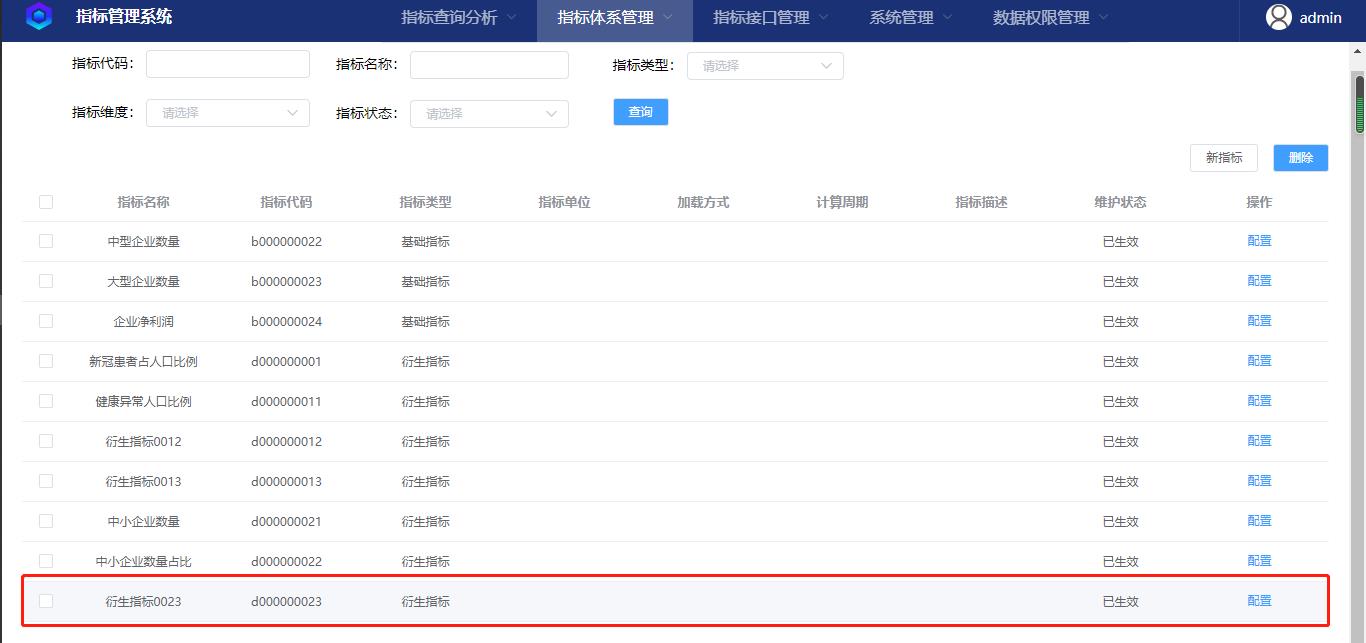 指标管理系统 指标查询分析 指标体系管理 指标接口管理 系统管理 数据权限管理 admin
指标代码： 指标名称： 指标类型： 请选择
指标维度： 请选择 指标状态： 请选择 查询
新指标 删除
指标名称 指标代码 指标类型 指标单位 加载方式 计算周期 指标描述 维护状态 操作
中型企业数量 b000000022 基础指标 已生效 配置
大型企业数量 b000000023 基础指标 已生效 配置
企业净利润 b000000024 基础指标 已生效 配置
新冠患者占人口比例 d000000001 衍生指标 已生效 配置
健康异常人口比例 d000000011 衍生指标 已生效 配置
衍生指标0012 d000000012 衍生指标 已生效 配置
衍生指标0013 d000000013 衍生指标 已生效 配置
中小企业数量 d000000021 衍生指标 已生效 配置
中小企业数量占比 d000000022 衍生指标 已生效 配置
衍生指标0023 d000000023 衍生指标 已生效 配置